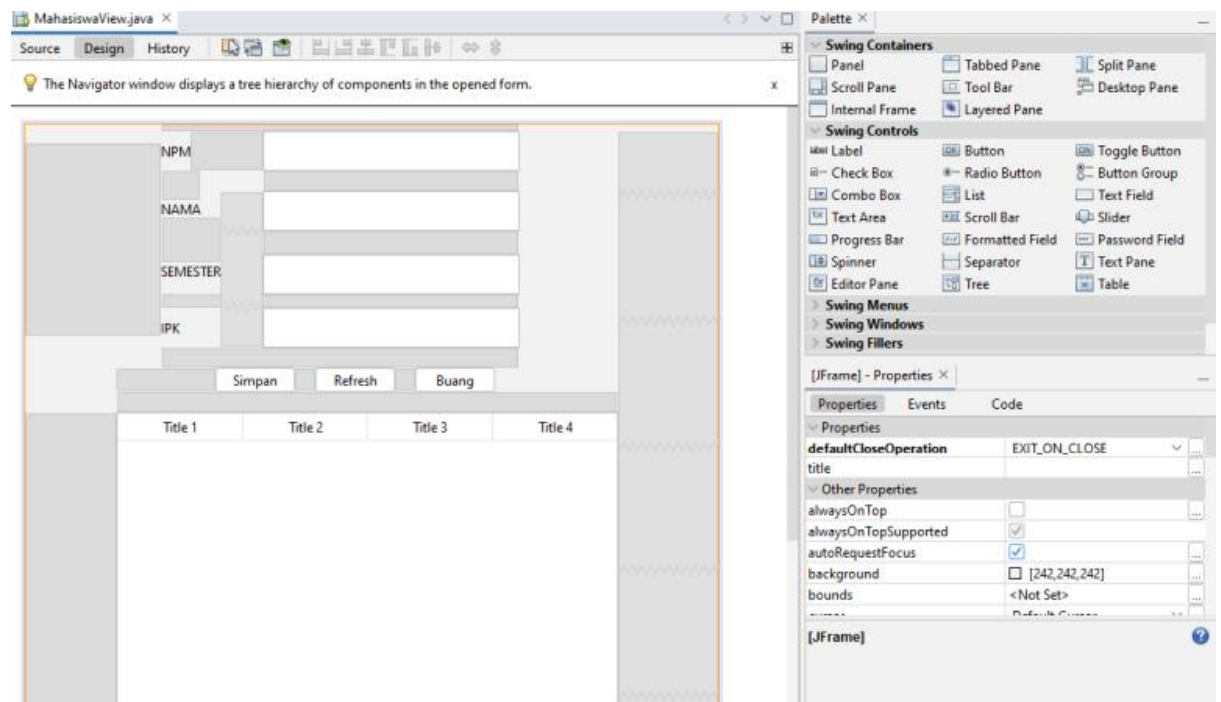 MahasiswaView.java
Source Design History
The Navigator window displays a tree hierarchy of components in the opened form.
NPM
NAMA
SEMESTER
IPK
Simpan Refresh Buang
Title 1 Title 2 Title 3 Title 4
Palette
Swing Containers
Panel Tabbed Pane Split Pane
Scroll Pane Tool Bar Desktop Pane
Internal Frame Layered Pane
Swing Controls
label Label OK Button ON Toggle Button
Check Box Radio Button Button Group
Combo Box List Text Field
Text Area Scroll Bar Slider
Progress Bar Formatted Field Password Field
Spinner Separator Text Pane
Editor Pane Tree Table
Swing Menus
Swing Windows
Swing Fillers
[JFrame] - Properties
Properties Events Code
Properties
defaultCloseOperation EXIT_ON_CLOSE
title
Other Properties
alwaysOnTop
alwaysOnTopSupported
autoRequestFocus
background [242,242,242]
bounds <Not Set>
[JFrame]